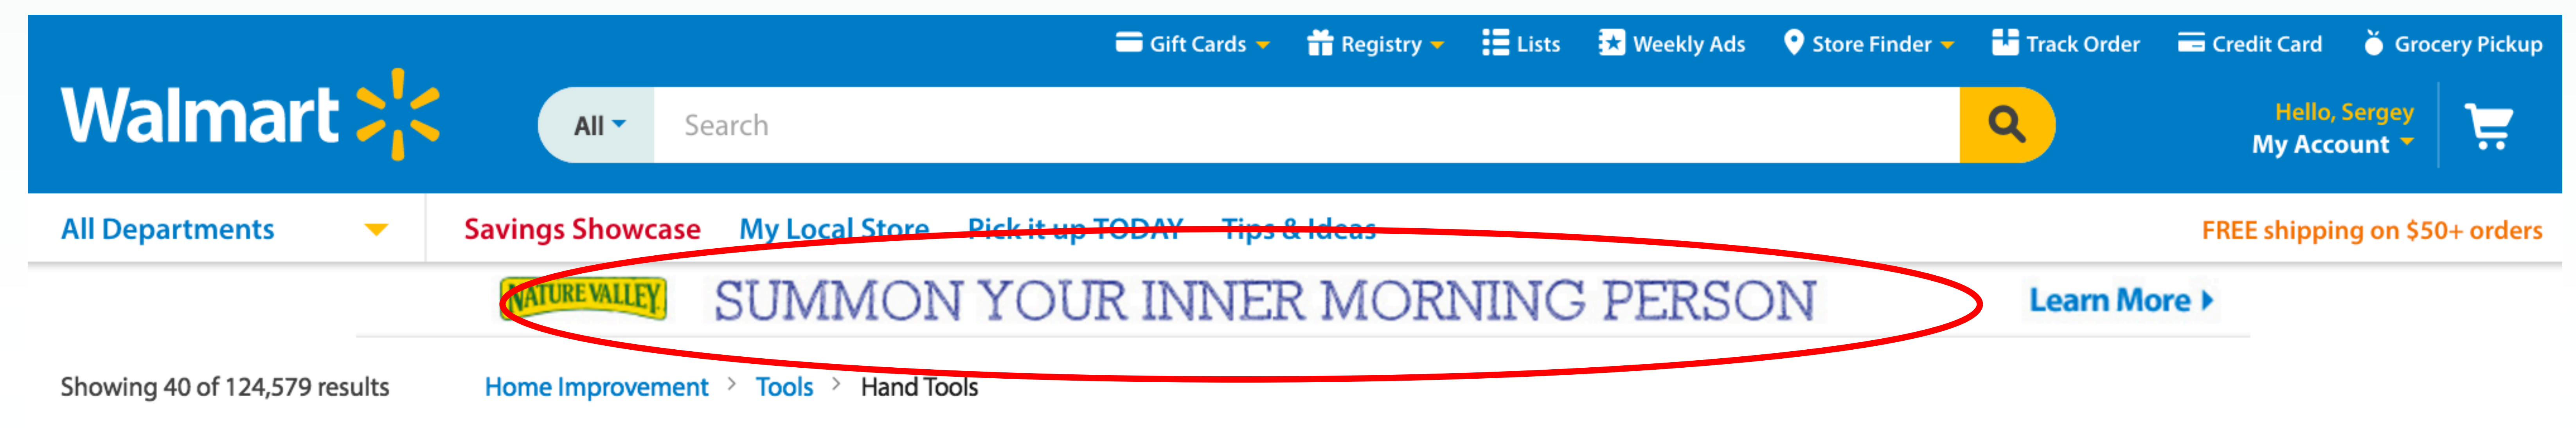 Gift Cards Registry Lists Weekly Ads Store Finder Track Order Credit Card Grocery Pickup
Walmart All Search Hello, Sergey
My Account
All Departments Savings Showcase My Local Store Pick it up TODAY Tips & Ideas FREE shipping on $50+ orders
NATURE VALLEY SUMMON YOUR INNER MORNING PERSON Learn More
Showing 40 of 124,579 results Home Improvement > Tools > Hand Tools